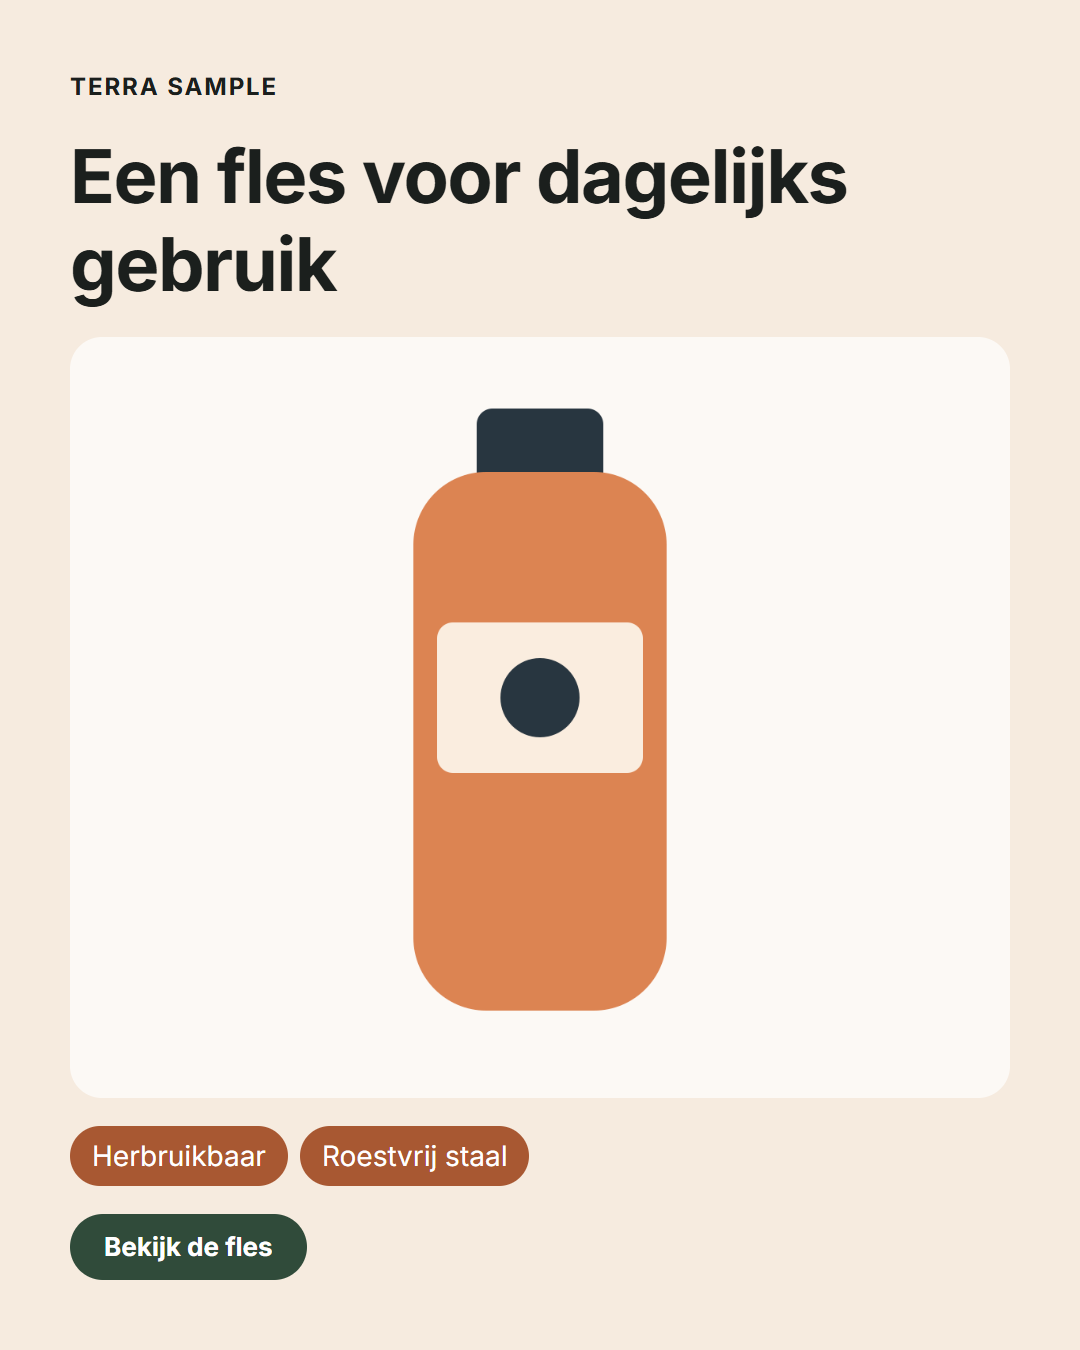 TERRA SAMPLE
Een fles voor dagelijks
gebruik
Herbruikbaar
Roestvrij staal
Bekijk de fles